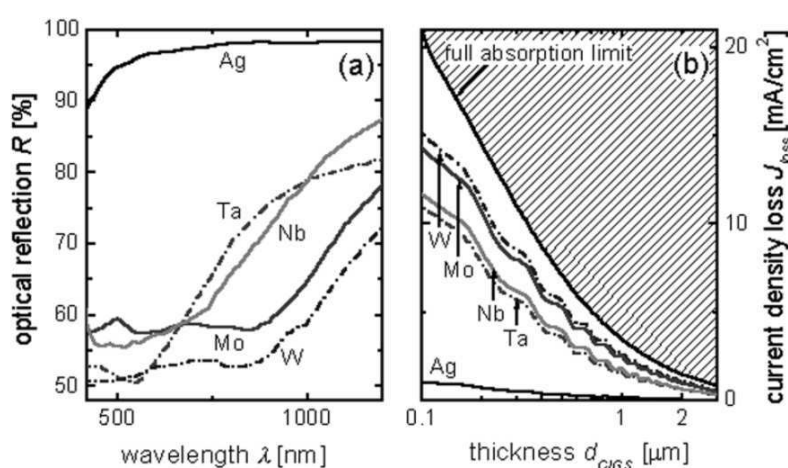 optical reflection R [%]
100
90
80
70
60
50
500
1000
wavelength λ [nm]
(a)
Ag
Ta
Nb
Mo
W
full absorption limit
(b)
W
Mo
Nb
Ta
Ag
0.1
1
2
thickness d_CIGS [μm]
20
10
0
current density loss J_loss [mA/cm²]